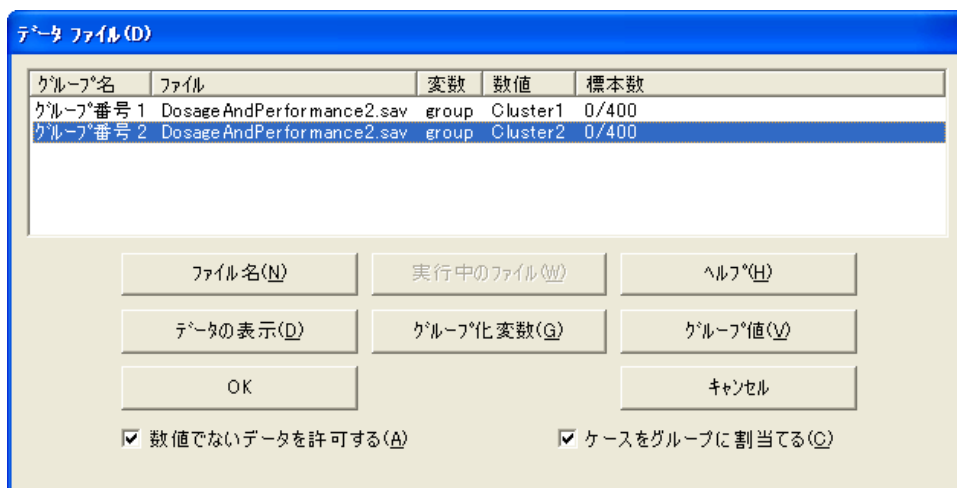 データ ファイル(D)
グループ名 ファイル 変数 数値 標本数
グループ番号 1 DosageAndPerformance2.sav group Cluster1 0/400
グループ番号 2 DosageAndPerformance2.sav group Cluster2 0/400
ファイル名(N) 実行中のファイル(W) ヘルプ(H)
データの表示(D) グループ化変数(G) グループ値(V)
OK キャンセル
数値でないデータを許可する(A) ケースをグループに割当てる(C)